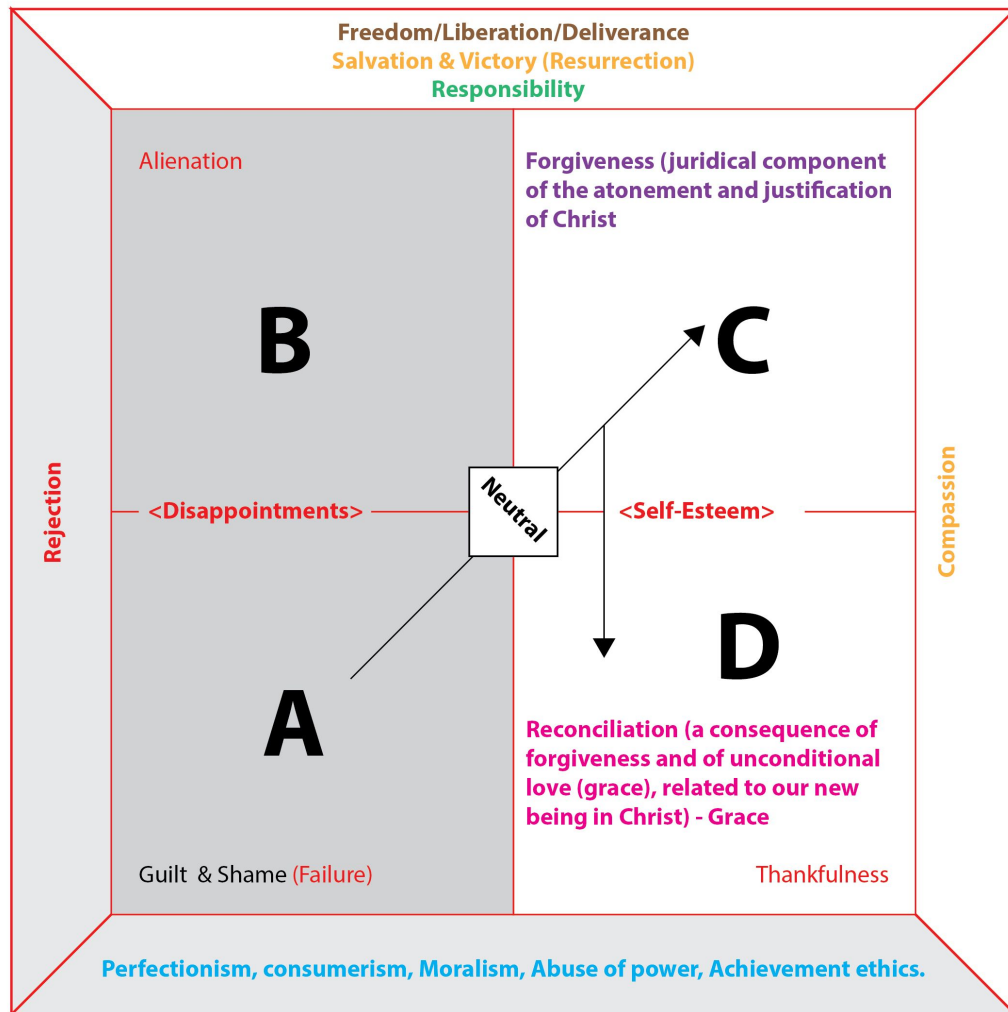 Freedom/Liberation/Deliverance
Salvation & Victory (Resurrection)
Responsibility
Alienation
Forgiveness (juridical component
of the atonement and justification
of Christ
B
C
Rejection
<Disappointments>
Neutral
<Self-Esteem>
Compassion
D
A
Reconciliation (a consequence of
forgiveness and of unconditional
love (grace), related to our new
being in Christ) - Grace
Guilt & Shame (Failure)
Thankfulness
Perfectionism, consumerism, Moralism, Abuse of power, Achievement ethics.